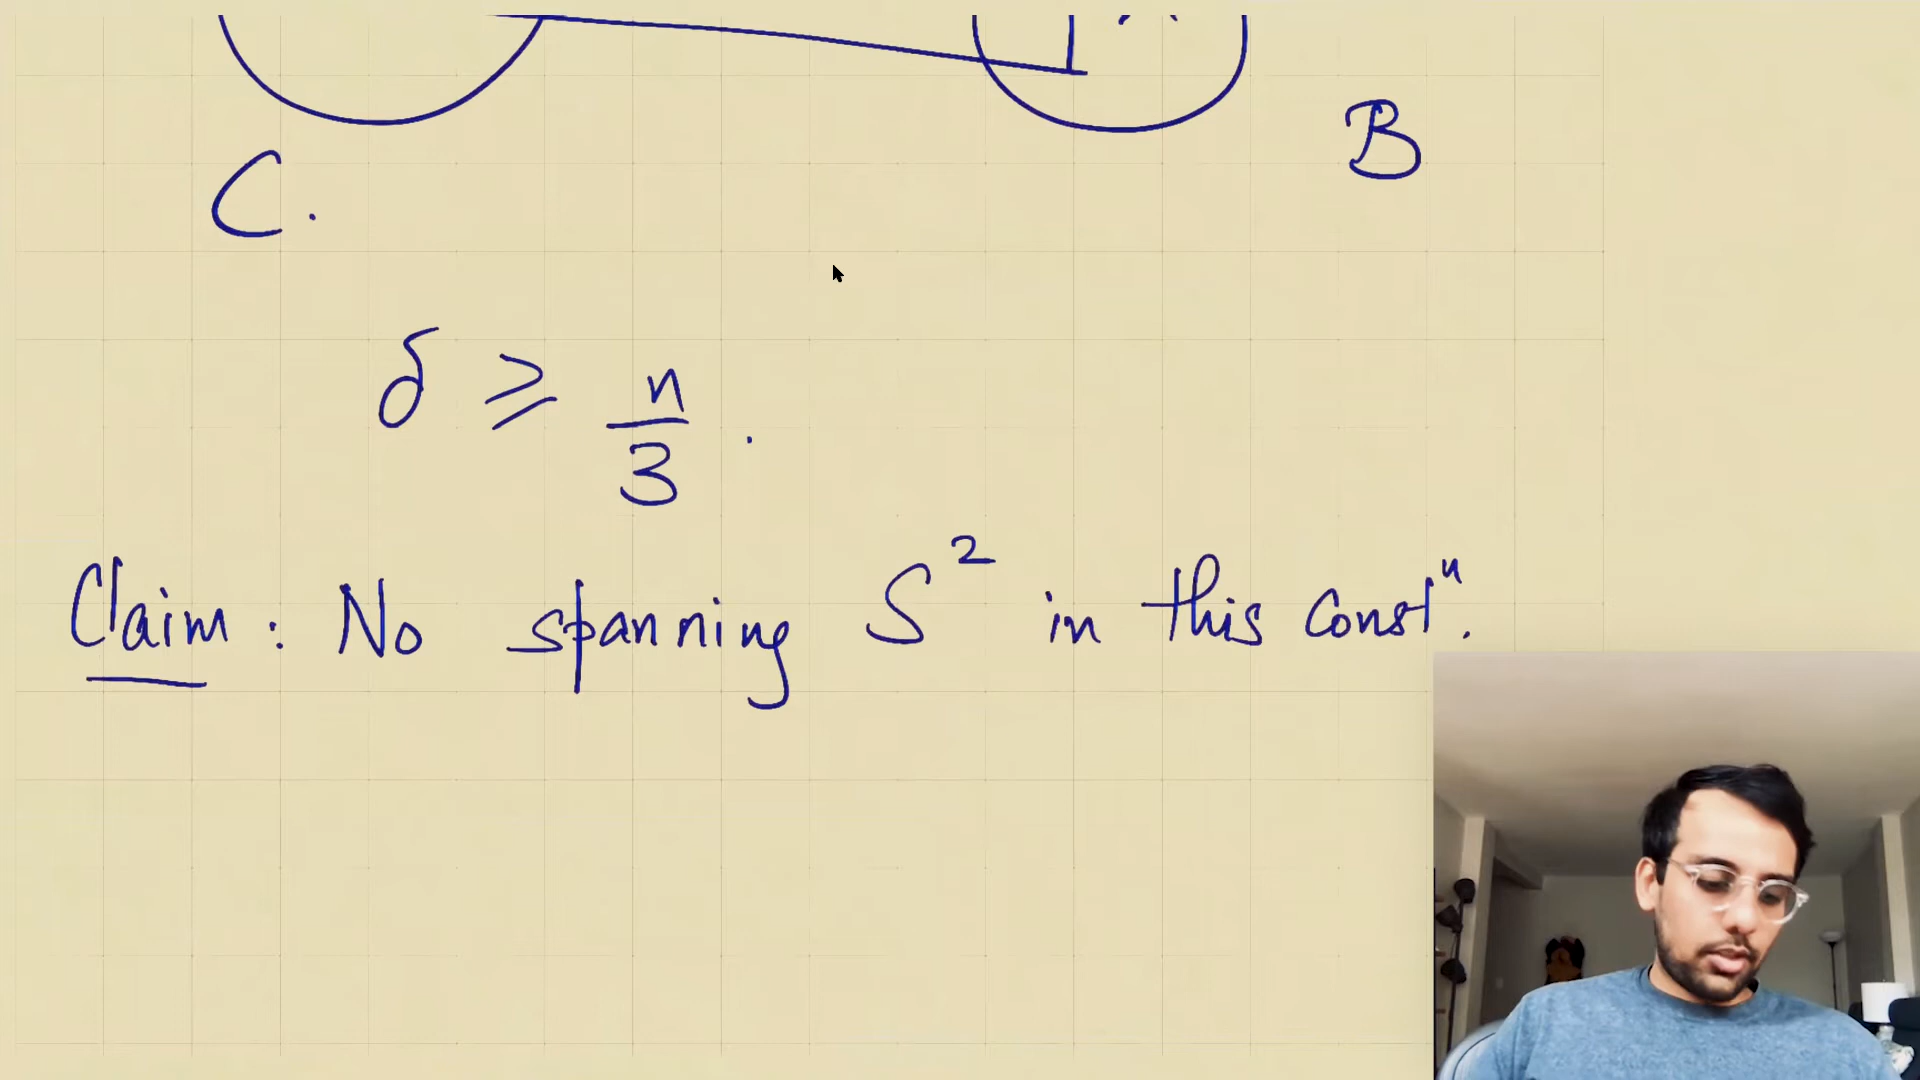 B
C.
δ ≥ n/3 .
Claim : No spanning S² in this constⁿ.